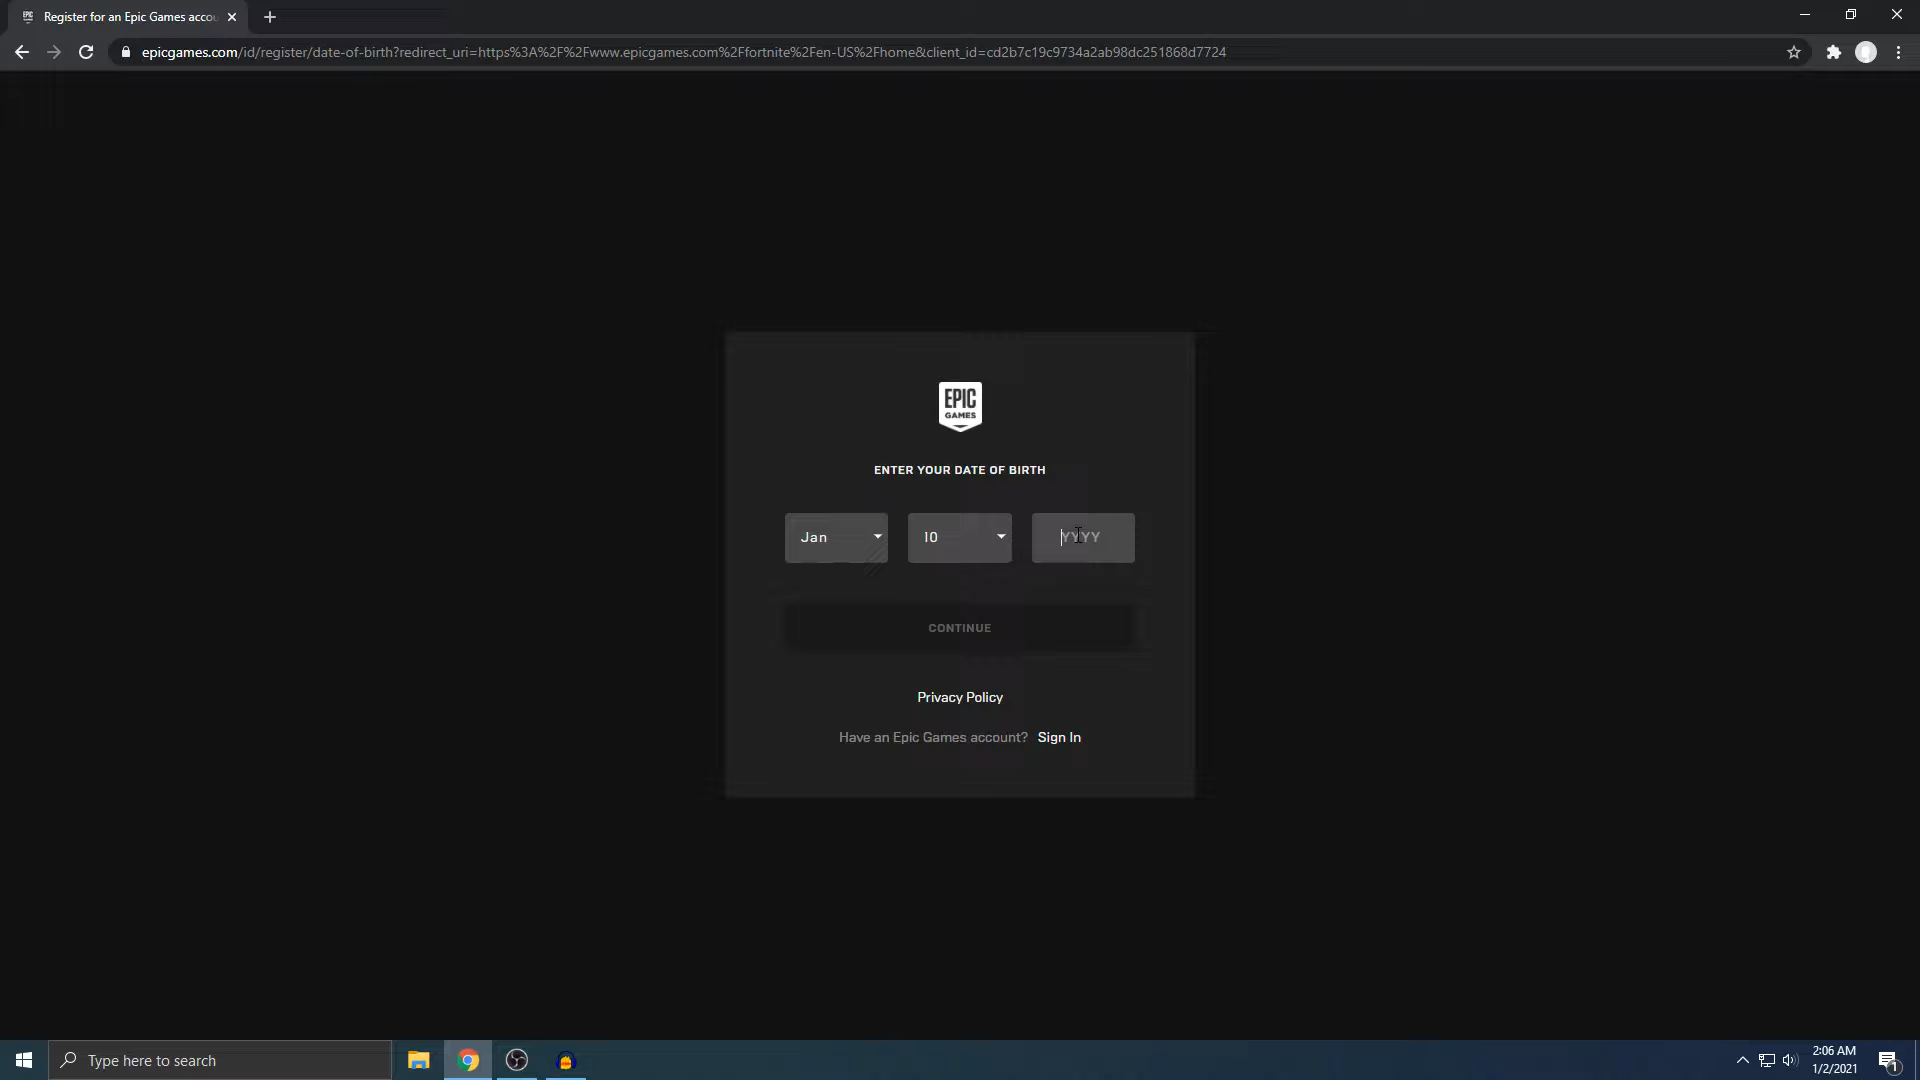 Register for an Epic Games accou
epicgames.com/id/register/date-of-birth?redirect_uri=https%3A%2F%2Fwww.epicgames.com%2Ffortnite%2Fen-US%2Fhome&client_id=cd2b7c19c9734a2ab98dc251868d7724
EPIC
GAMES
ENTER YOUR DATE OF BIRTH
Jan
10
YYYY
CONTINUE
Privacy Policy
Have an Epic Games account? Sign In
Type here to search
2:06 AM
1/2/2021
1